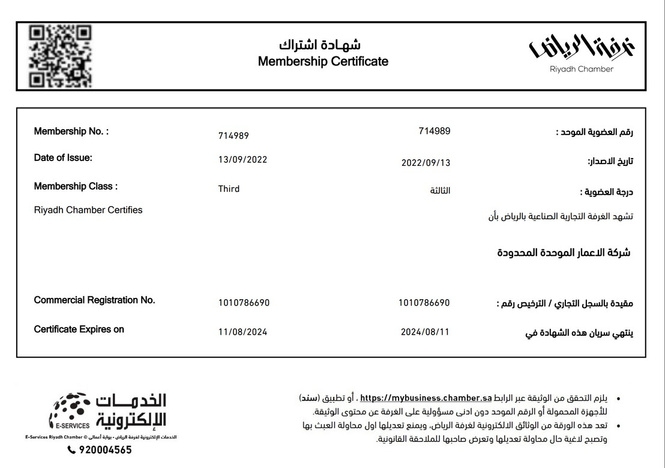 شهادة اشتراك
Membership Certificate
غرفة الرياض
Riyadh Chamber
Membership No. : 714989 714989 رقم العضوية الموحد :
Date of Issue: 13/09/2022 2022/09/13 تاريخ الاصدار:
Membership Class : Third الثالثة درجة العضوية :
Riyadh Chamber Certifies تشهد الغرفة التجارية الصناعية بالرياض بأن
شركة الاعمار الموحدة المحدودة
Commercial Registration No. 1010786690 1010786690 مقيدة بالسجل التجاري / الترخيص رقم :
Certificate Expires on 11/08/2024 2024/08/11 ينتهي سريان هذه الشهادة في
الخدمات
الإلكترونية
E-SERVICES
الخدمات الإلكترونية لغرفة الرياض - بوابة أعمالي © E-Services Riyadh Chamber
920004565
• يلزم التحقق من الوثيقة عبر الرابط https://mybusiness.chamber.sa ، أو تطبيق (سند)
للأجهزة المحمولة أو الرقم الموحد دون ادنى مسؤولية على الغرفة عن محتوى الوثيقة.
• تعد هذه الورقة من الوثائق الالكترونية لغرفة الرياض، ويمنع تعديلها اول محاولة العبث بها
وتصبح لاغية حال محاولة تعديلها وتعرض صاحبها للملاحقة القانونية.